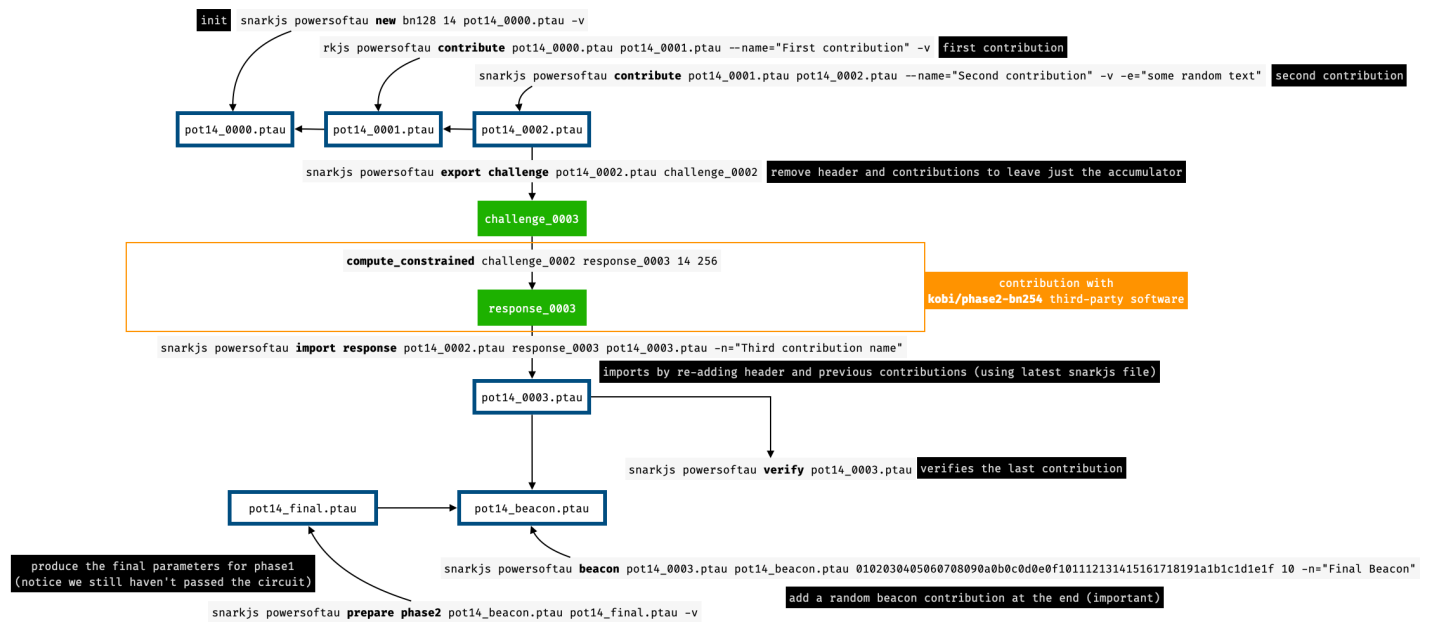 init snarkjs powersoftau new bn128 14 pot14_0000.ptau -v
rkjs powersoftau contribute pot14_0000.ptau pot14_0001.ptau --name="First contribution" -v first contribution
snarkjs powersoftau contribute pot14_0001.ptau pot14_0002.ptau --name="Second contribution" -v -e="some random text" second contribution
pot14_0000.ptau pot14_0001.ptau pot14_0002.ptau
snarkjs powersoftau export challenge pot14_0002.ptau challenge_0002 remove header and contributions to leave just the accumulator
challenge_0003
compute_constrained challenge_0002 response_0003 14 256
contribution with
kobi/phase2-bn254 third-party software
response_0003
snarkjs powersoftau import response pot14_0002.ptau response_0003 pot14_0003.ptau -n="Third contribution name"
imports by re-adding header and previous contributions (using latest snarkjs file)
pot14_0003.ptau
snarkjs powersoftau verify pot14_0003.ptau verifies the last contribution
pot14_final.ptau pot14_beacon.ptau
produce the final parameters for phase1
(notice we still haven't passed the circuit)
snarkjs powersoftau beacon pot14_0003.ptau pot14_beacon.ptau 0102030405060708090a0b0c0d0e0f101112131415161718191a1b1c1d1e1f 10 -n="Final Beacon"
add a random beacon contribution at the end (important)
snarkjs powersoftau prepare phase2 pot14_beacon.ptau pot14_final.ptau -v